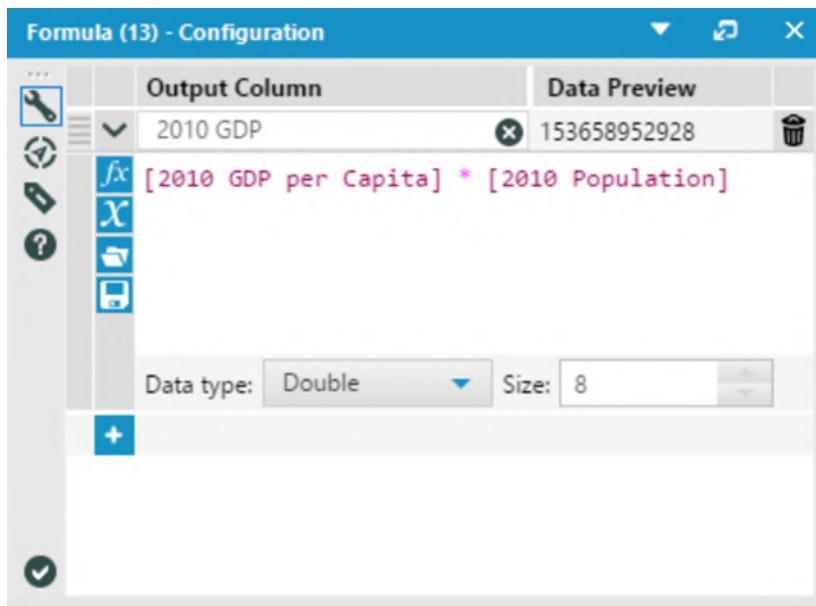 Formula (13) - Configuration
Output Column Data Preview
2010 GDP 153658952928
fx [2010 GDP per Capita] * [2010 Population]
X
Data type: Double Size: 8